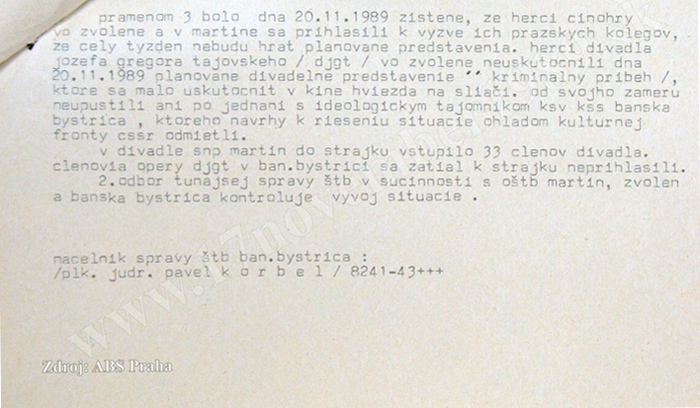 pramenom 3 bolo dna 20.11.1989 zistene, ze herci cinohry
vo zvolene a v martine sa prihlasili k vyzve ich prazskych kolegov,
ze cely tyzden nebudu hrat planovane predstavenia. herci divadla
jozefa gregora tajovskeho / djgt / vo zvolene neuskutocnili dna
20.11.1989 planovane divadelne predstavenie '' kriminalny pribeh /,
ktore sa malo uskutocnit v kine hviezda na sliači. od svojho zameru
neupustili ani po jednani s ideologickym tajomnikom ksv kss banska
bystrica , ktoreho navrhy k rieseniu situacie ohladom kulturnej
fronty cssr odmietli.
v divadle snp martin do strajku vstupilo 33 clenov divadla.
clenovia opery djgt v ban.bystrici sa zatial k strajku neprihlasili.
2.odbor tunajsej spravy štb v sucinnosti s oštb martin, zvolen
a banska bystrica kontroluje vyvoj situacie .
nacelnik spravy štb ban.bystrica :
/plk. judr. pavel k o r b e l / 8241-43+++
Zdroj: ABS Praha